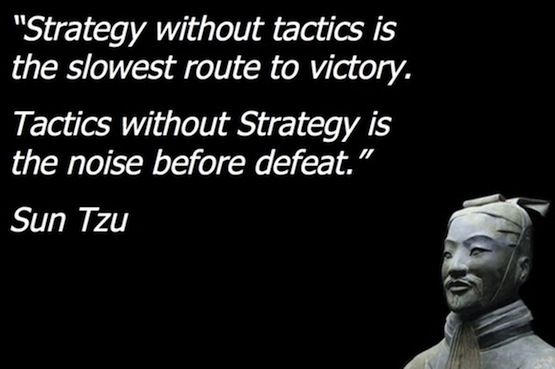 “Strategy without tactics is
the slowest route to victory.
Tactics without Strategy is
the noise before defeat.”
Sun Tzu